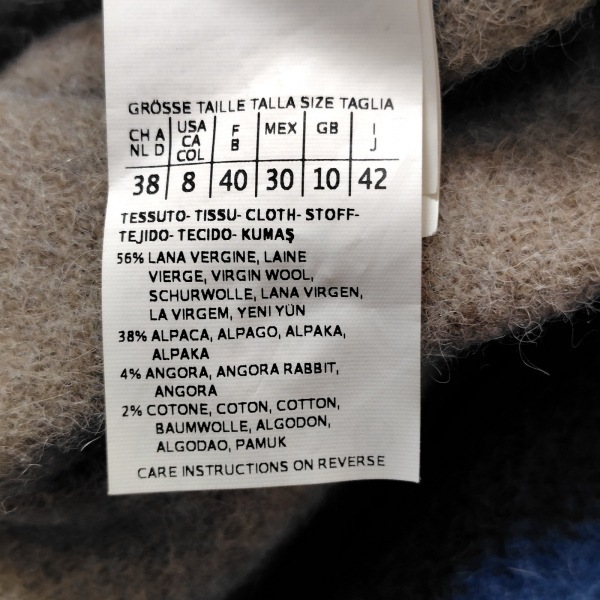 GRÖSSE TAILLE TALLA SIZE TAGLIA
CH A NL D USA CA COL F B MEX GB I J
38 8 40 30 10 42
TESSUTO- TISSU- CLOTH- STOFF-
TEJIDO- TECIDO- KUMAŞ
56% LANA VERGINE, LAINE
VIERGE, VIRGIN WOOL,
SCHURWOLLE, LANA VIRGEN,
LA VIRGEM, YENI YÜN
38% ALPACA, ALPAGO, ALPAKA,
ALPAKA
4% ANGORA, ANGORA RABBIT,
ANGORA
2% COTONE, COTON, COTTON,
BAUMWOLLE, ALGODON,
ALGODAO, PAMUK
CARE INSTRUCTIONS ON REVERSE